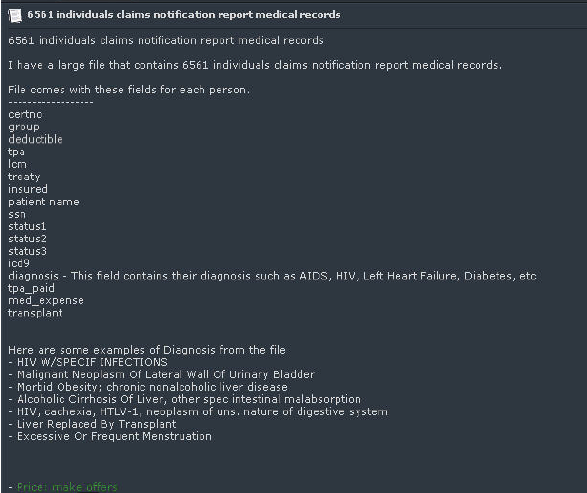 6561 individuals claims notification report medical records
6561 individuals claims notification report medical records
I have a large file that contains 6561 individuals claims notification report medical records.
File comes with these fields for each person.
------------------
certno
group
deductible
tpa
lcm
treaty
insured
patient name
ssn
status1
status2
status3
icd9
diagnosis - This field contains their diagnosis such as AIDS, HIV, Left Heart Failure, Diabetes, etc
tpa_paid
med_expense
transplant
Here are some examples of Diagnosis from the file
- HIV W/SPECIF INFECTIONS
- Malignant Neoplasm Of Lateral Wall Of Urinary Bladder
- Morbid Obesity; chronic nonalcoholic liver disease
- Alcoholic Cirrhosis Of Liver, other spec intestinal malabsorption
- HIV, cachexia, HTLV-1, neoplasm of uns. nature of digestive system
- Liver Replaced By Transplant
- Excessive Or Frequent Menstruation
- Price: make offers